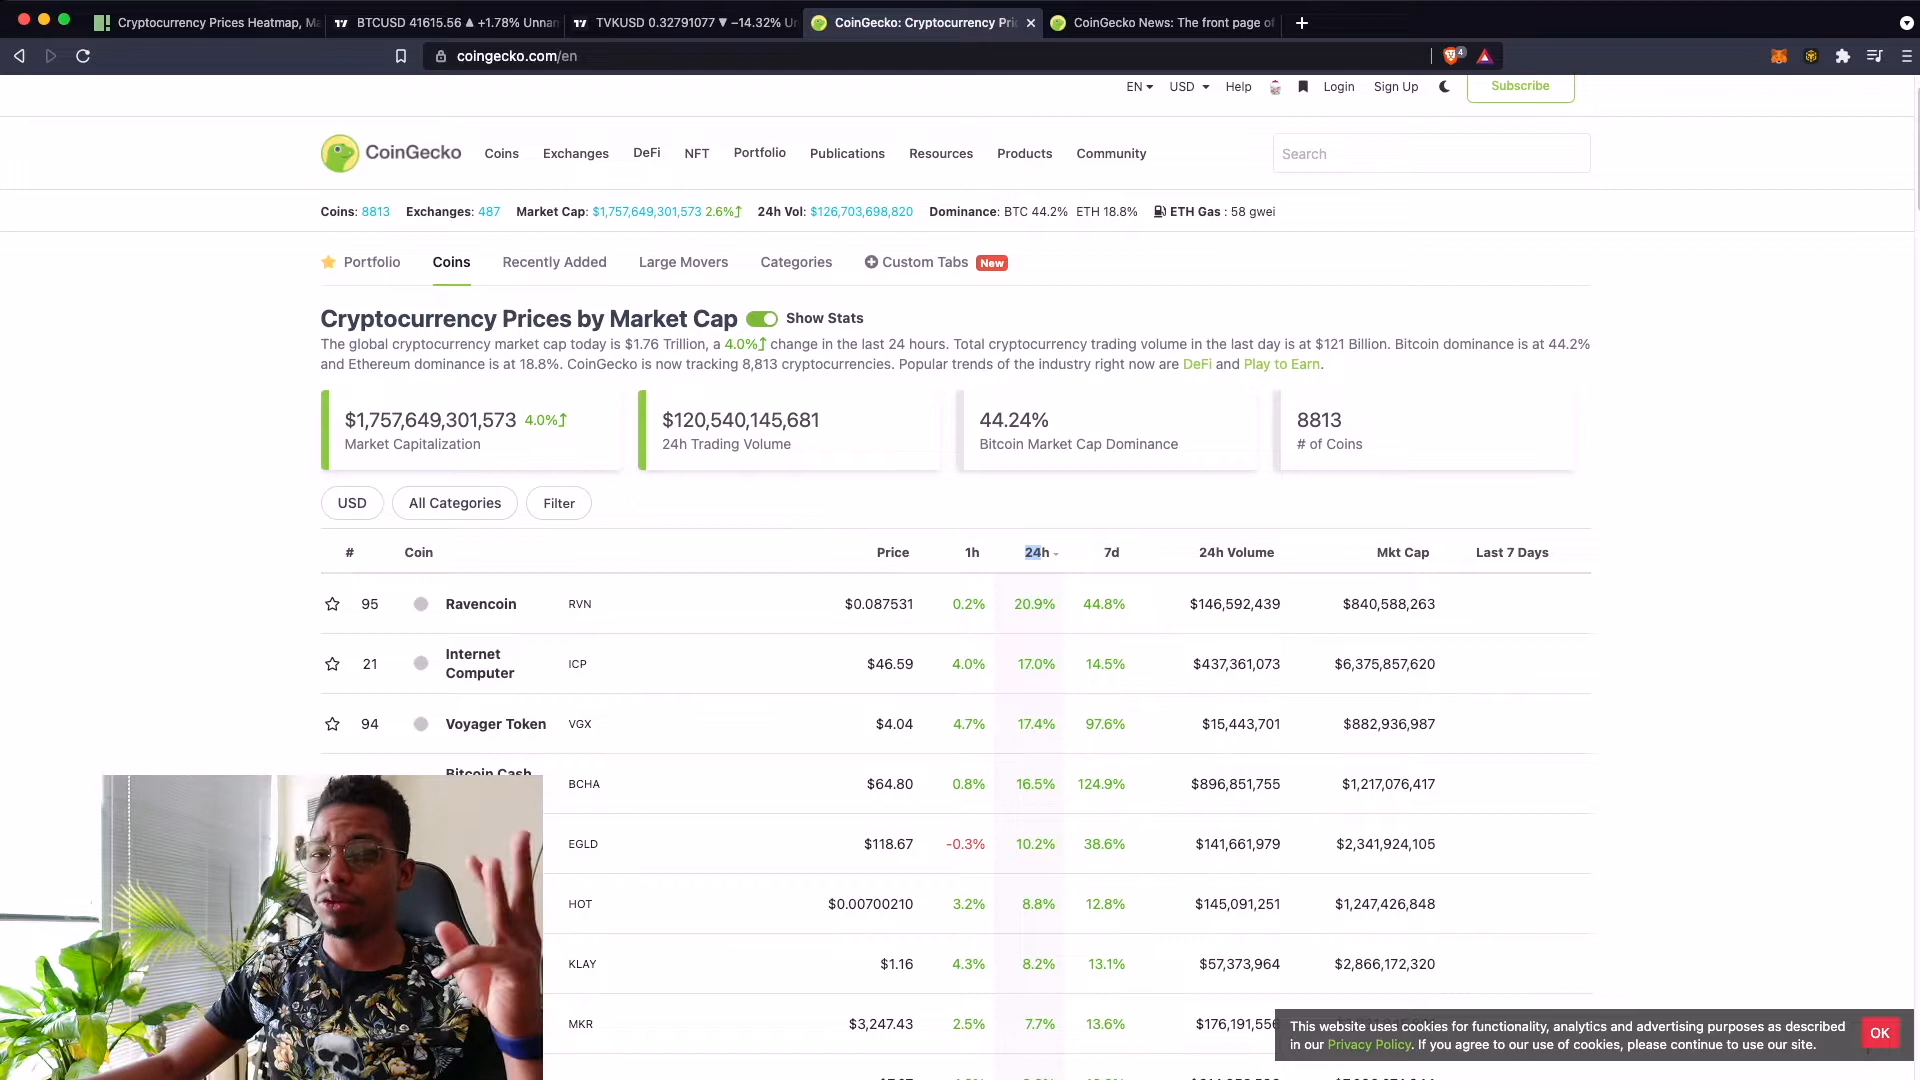 Cryptocurrency Prices Heatmap, Ma
BTCUSD 41615.56 ▲ +1.78% Unnan
TVKUSD 0.32791077 ▼ −14.32% Ur
CoinGecko: Cryptocurrency Pric
CoinGecko News: The front page of
coingecko.com/en
4
EN USD Help Login Sign Up Subscribe
CoinGecko Coins Exchanges DeFi NFT Portfolio Publications Resources Products Community Search
Coins: 8813 Exchanges: 487 Market Cap: $1,757,649,301,573 2.6% 24h Vol: $126,703,698,820 Dominance: BTC 44.2% ETH 18.8% ETH Gas : 58 gwei
Portfolio Coins Recently Added Large Movers Categories Custom Tabs New
Cryptocurrency Prices by Market Cap Show Stats
The global cryptocurrency market cap today is $1.76 Trillion, a 4.0% change in the last 24 hours. Total cryptocurrency trading volume in the last day is at $121 Billion. Bitcoin dominance is at 44.2%
and Ethereum dominance is at 18.8%. CoinGecko is now tracking 8,813 cryptocurrencies. Popular trends of the industry right now are DeFi and Play to Earn.
$1,757,649,301,573 4.0% $120,540,145,681 44.24% 8813
Market Capitalization 24h Trading Volume Bitcoin Market Cap Dominance # of Coins
USD All Categories Filter
# Coin Price 1h 24h 7d 24h Volume Mkt Cap Last 7 Days
95 Ravencoin RVN $0.087531 0.2% 20.9% 44.8% $146,592,439 $840,588,263
21 Internet Computer ICP $46.59 4.0% 17.0% 14.5% $437,361,073 $6,375,857,620
94 Voyager Token VGX $4.04 4.7% 17.4% 97.6% $15,443,701 $882,936,987
Bitcoin Cash BCHA $64.80 0.8% 16.5% 124.9% $896,851,755 $1,217,076,417
EGLD $118.67 -0.3% 10.2% 38.6% $141,661,979 $2,341,924,105
HOT $0.00700210 3.2% 8.8% 12.8% $145,091,251 $1,247,426,848
KLAY $1.16 4.3% 8.2% 13.1% $57,373,964 $2,866,172,320
MKR $3,247.43 2.5% 7.7% 13.6% $176,191,556
This website uses cookies for functionality, analytics and advertising purposes as described
in our Privacy Policy. If you agree to our use of cookies, please continue to use our site.
OK